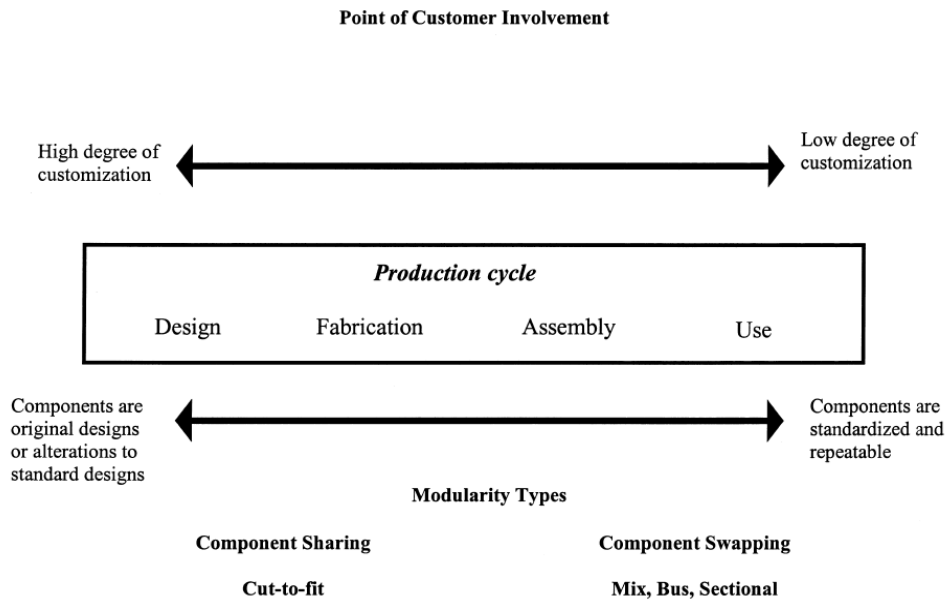 Point of Customer Involvement
High degree of
customization
Low degree of
customization
Production cycle
Design Fabrication Assembly Use
Components are
original designs
or alterations to
standard designs
Components are
standardized and
repeatable
Modularity Types
Component Sharing Component Swapping
Cut-to-fit Mix, Bus, Sectional